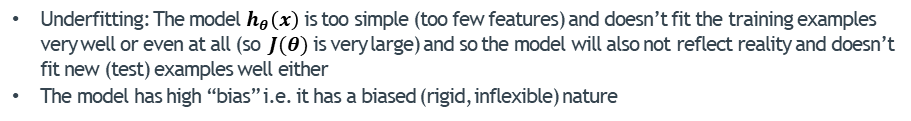 • Underfitting: The model h_θ(x) is too simple (too few features) and doesn't fit the training examples
very well or even at all (so J(θ) is very large) and so the model will also not reflect reality and doesn't
fit new (test) examples well either
• The model has high "bias" i.e. it has a biased (rigid, inflexible) nature